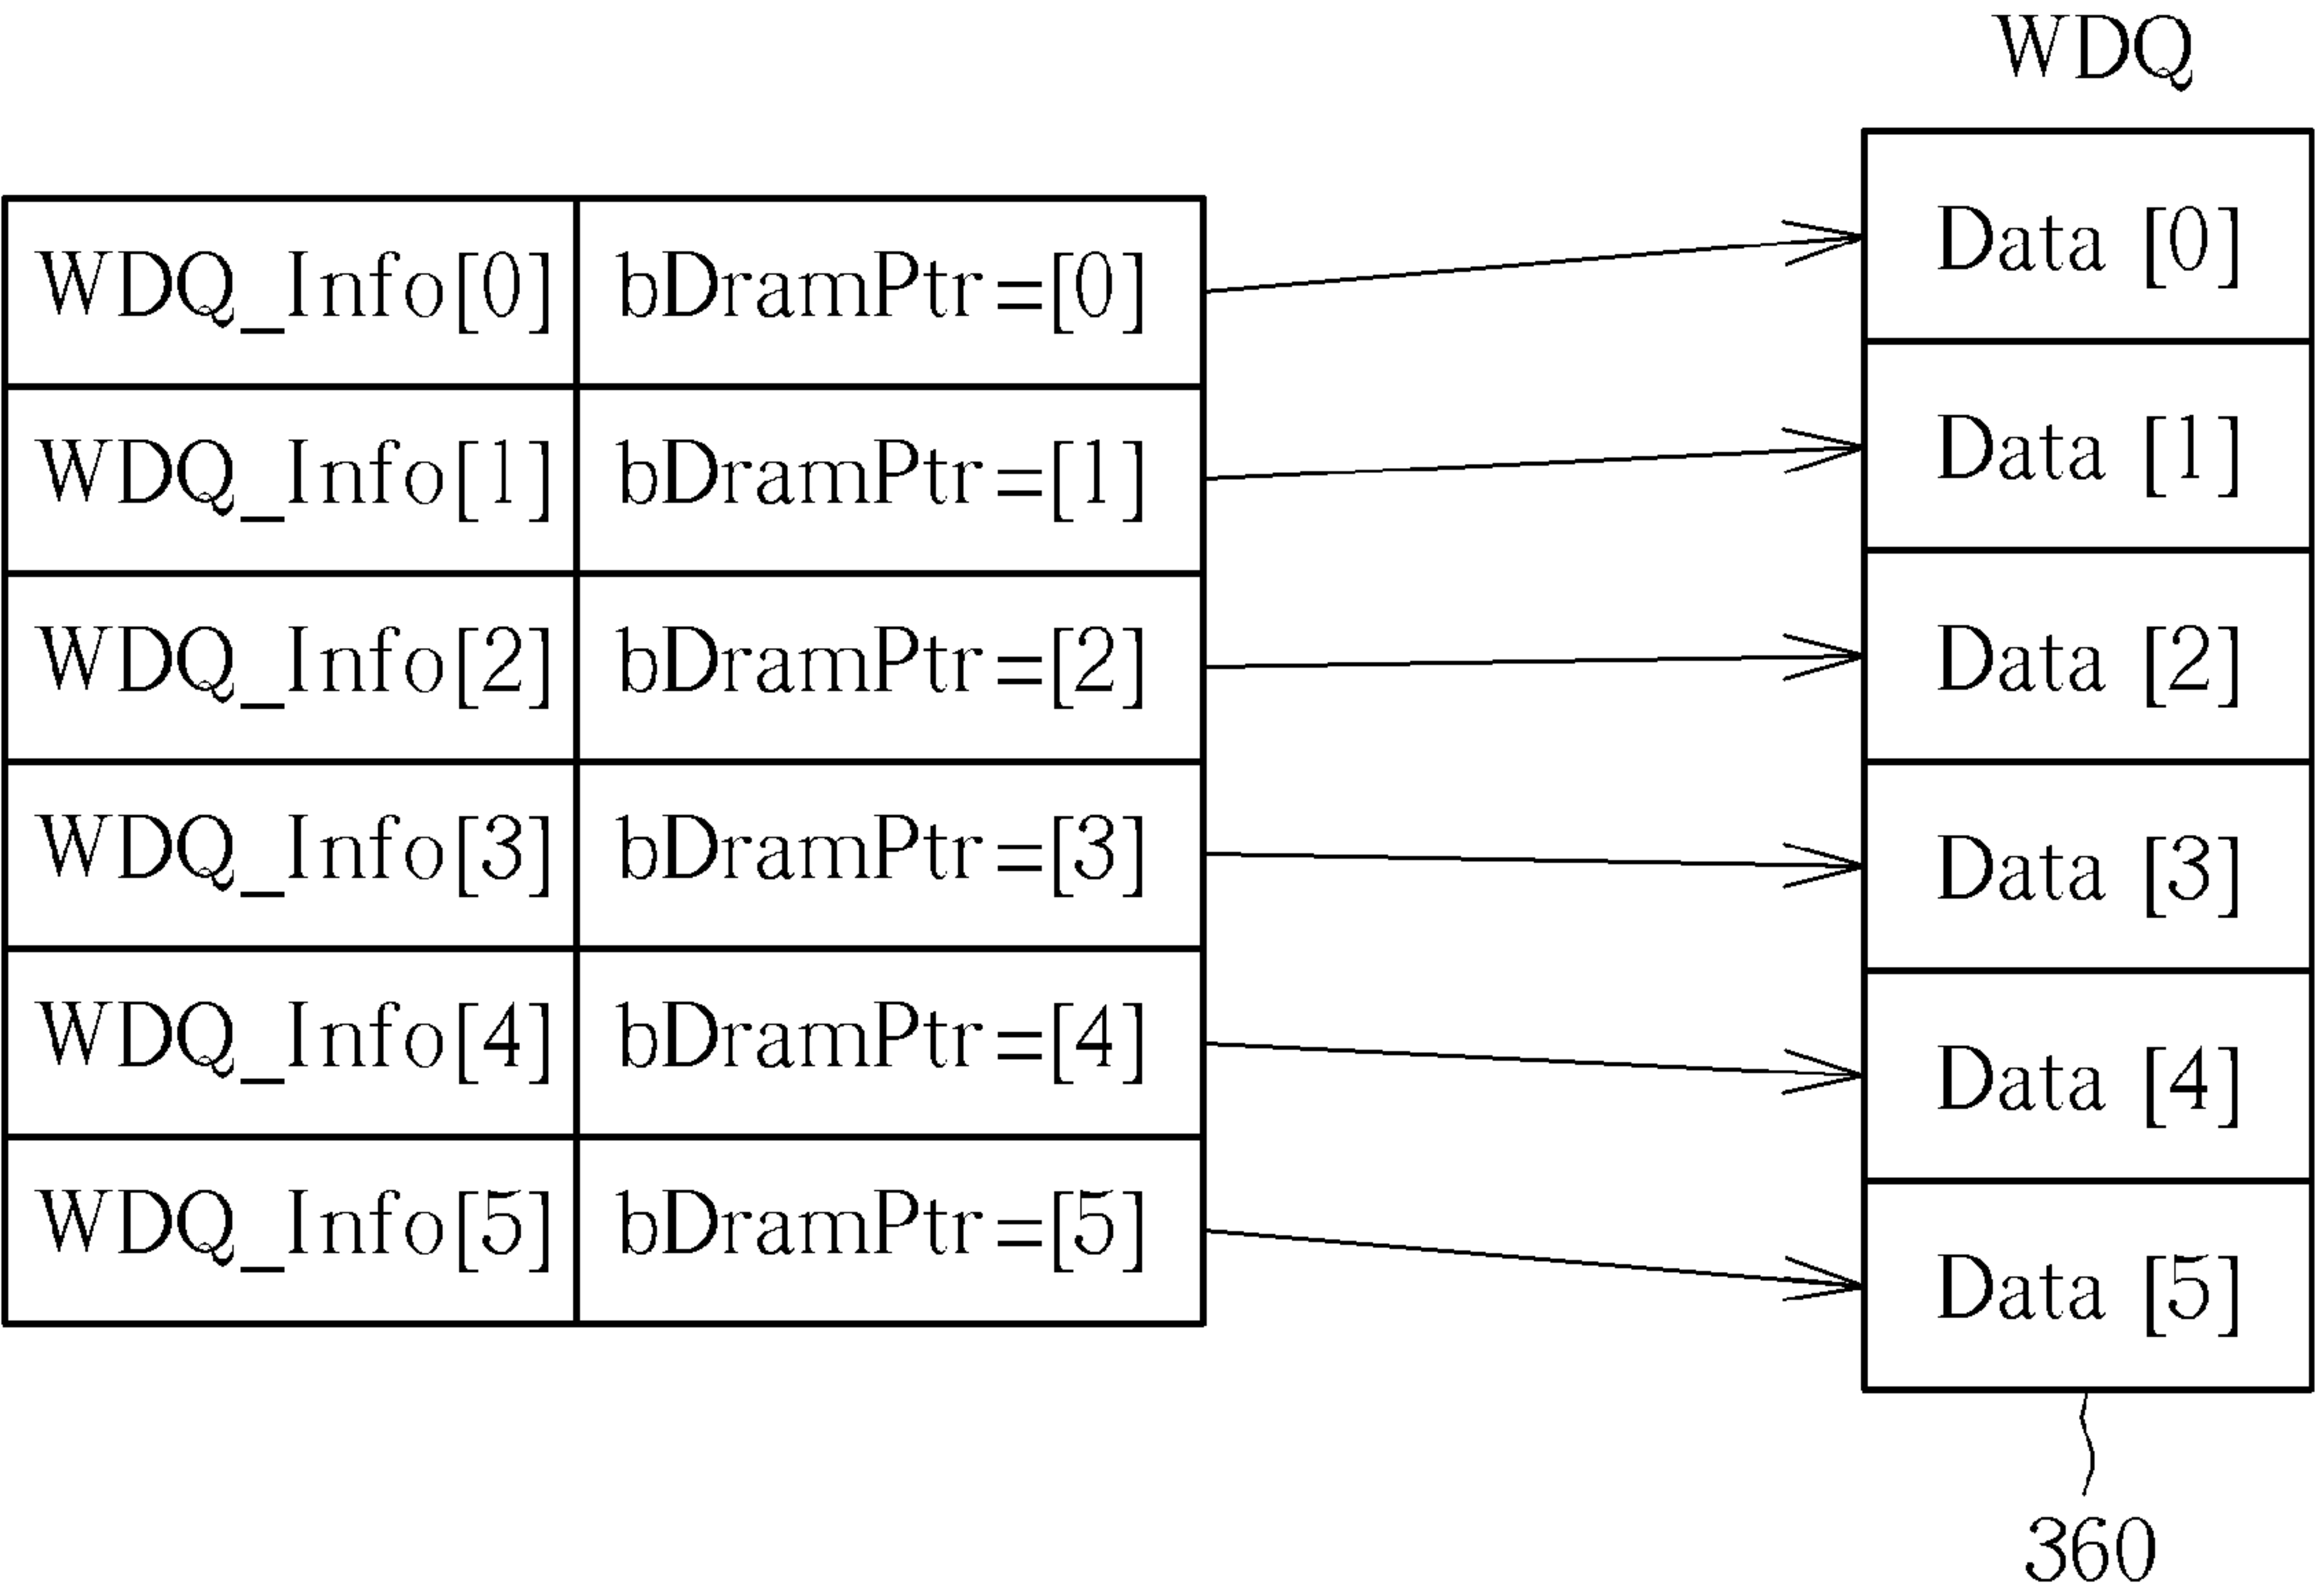 WDQ
WDQ_Info[0] bDramPtr=[0] Data [0]
WDQ_Info[1] bDramPtr=[1] Data [1]
WDQ_Info[2] bDramPtr=[2] Data [2]
WDQ_Info[3] bDramPtr=[3] Data [3]
WDQ_Info[4] bDramPtr=[4] Data [4]
WDQ_Info[5] bDramPtr=[5] Data [5]
360